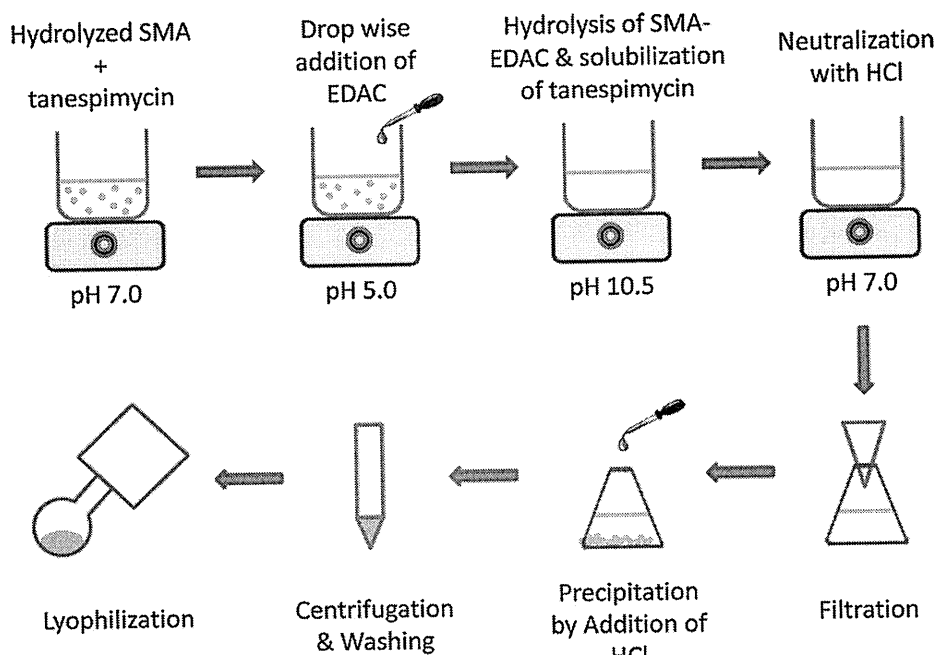 Hydrolyzed SMA
+
tanespimycin
Drop wise
addition of
EDAC
Hydrolysis of SMA-
EDAC & solubilization
of tanespimycin
Neutralization
with HCl
pH 7.0
pH 5.0
pH 10.5
pH 7.0
Lyophilization
Centrifugation
& Washing
Precipitation
by Addition of
HCl
Filtration